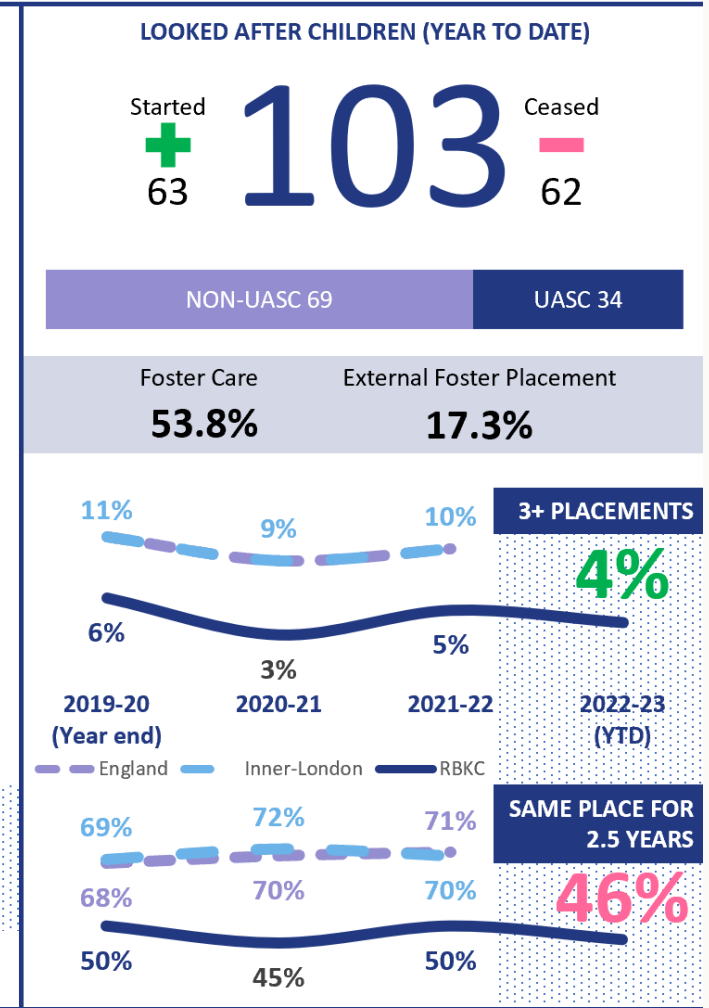 LOOKED AFTER CHILDREN (YEAR TO DATE)
Started
63
103
Ceased
62
NON-UASC 69
UASC 34
Foster Care
53.8%
External Foster Placement
17.3%
3+ PLACEMENTS
4%
11%
9%
10%
6%
3%
5%
2019-20
(Year end)
2020-21
2021-22
2022-23
(YTD)
England
Inner-London
RBKC
SAME PLACE FOR
2.5 YEARS
46%
69%
72%
71%
68%
70%
70%
50%
45%
50%